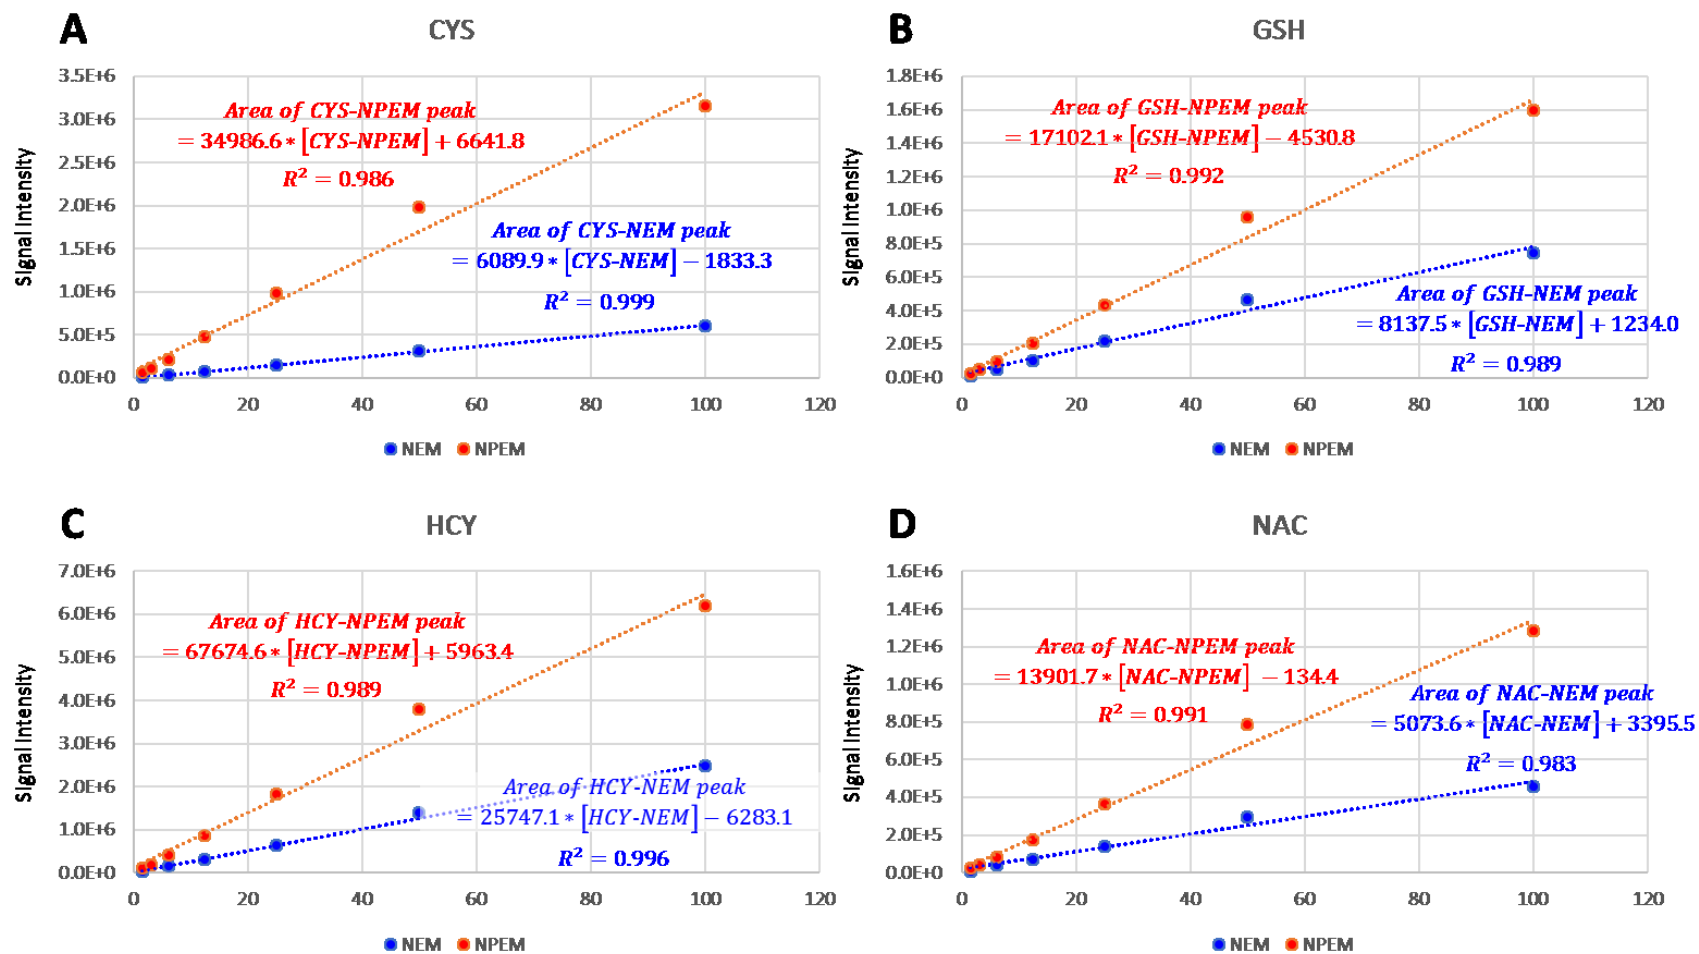 A
CYS
3.5E+6
3.0E+6
2.5E+6
2.0E+6
1.5E+6
1.0E+6
5.0E+5
0.0E+0
Signal Intensity
Area of CYS-NPEM peak
= 34986.6 * [CYS-NPEM] + 6641.8
R² = 0.986
Area of CYS-NEM peak
= 6089.9 * [CYS-NEM] − 1833.3
R² = 0.999
0 20 40 60 80 100 120
NEM NPEM
B
GSH
1.8E+6
1.6E+6
1.4E+6
1.2E+6
1.0E+6
8.0E+5
6.0E+5
4.0E+5
2.0E+5
0.0E+0
Signal Intensity
Area of GSH-NPEM peak
= 17102.1 * [GSH-NPEM] − 4530.8
R² = 0.992
Area of GSH-NEM peak
= 8137.5 * [GSH-NEM] + 1234.0
R² = 0.989
0 20 40 60 80 100 120
NEM NPEM
C
HCY
7.0E+6
6.0E+6
5.0E+6
4.0E+6
3.0E+6
2.0E+6
1.0E+6
0.0E+0
Signal Intensity
Area of HCY-NPEM peak
= 67674.6 * [HCY-NPEM] + 5963.4
R² = 0.989
Area of HCY-NEM peak
= 25747.1 * [HCY-NEM] − 6283.1
R² = 0.996
0 20 40 60 80 100 120
NEM NPEM
D
NAC
1.6E+6
1.4E+6
1.2E+6
1.0E+6
8.0E+5
6.0E+5
4.0E+5
2.0E+5
0.0E+0
Signal Intensity
Area of NAC-NPEM peak
= 13901.7 * [NAC-NPEM] − 134.4
R² = 0.991
Area of NAC-NEM peak
= 5073.6 * [NAC-NEM] + 3395.5
R² = 0.983
0 20 40 60 80 100 120
NEM NPEM